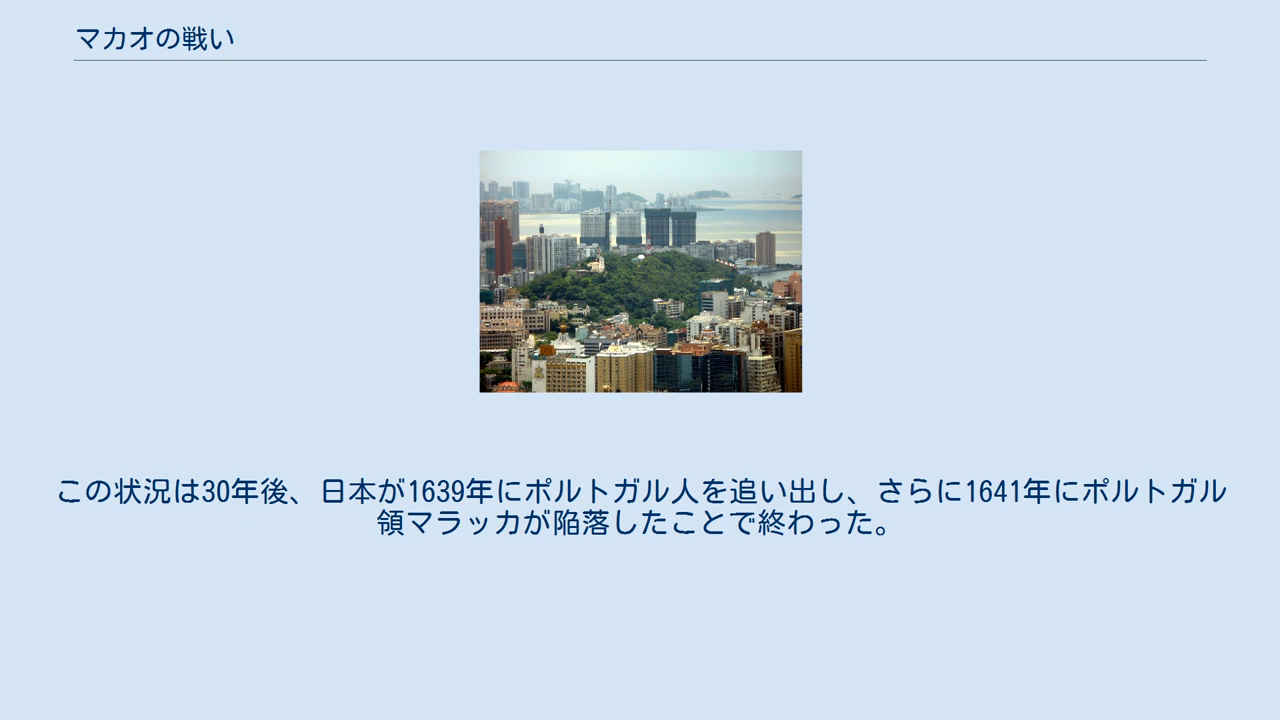 マカオの戦い
この状況は30年後、日本が1639年にポルトガル人を追い出し、さらに1641年にポルトガル
領マラッカが陥落したことで終わった。